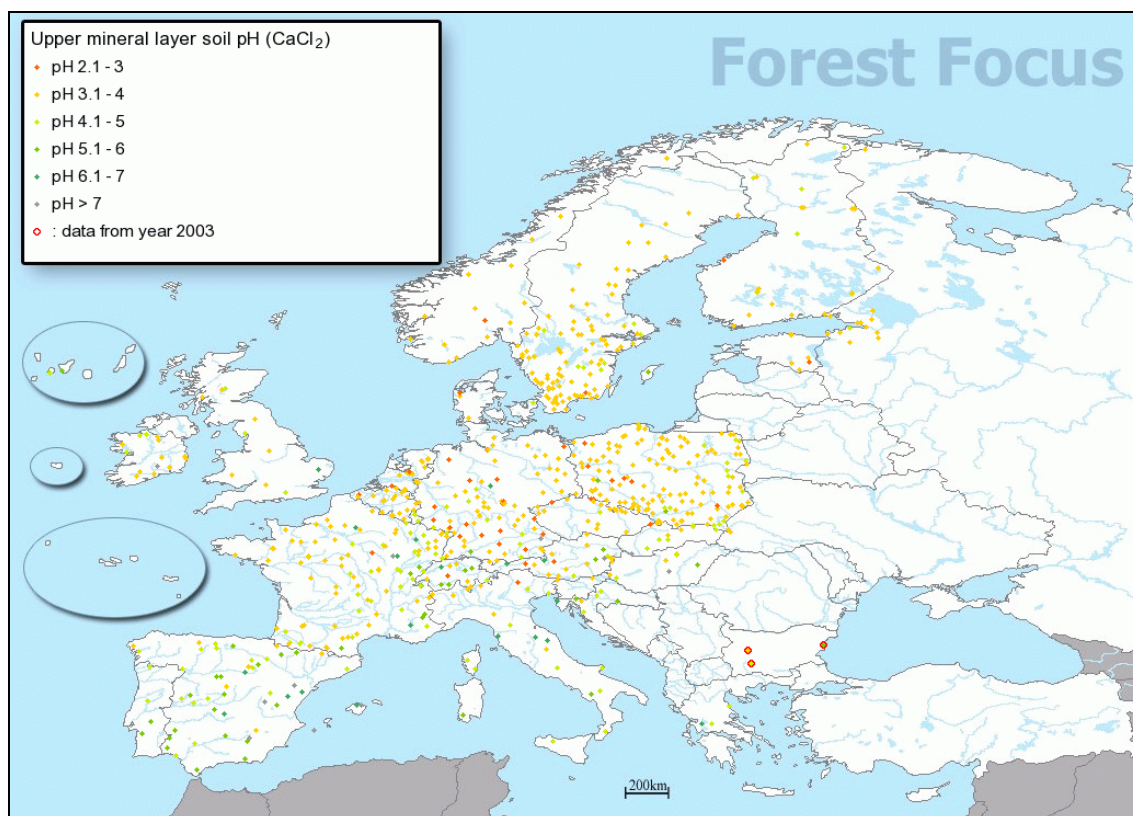 Upper mineral layer soil pH (CaCl₂)
pH 2.1 - 3
pH 3.1 - 4
pH 4.1 - 5
pH 5.1 - 6
pH 6.1 - 7
pH > 7
: data from year 2003
Forest Focus
200km